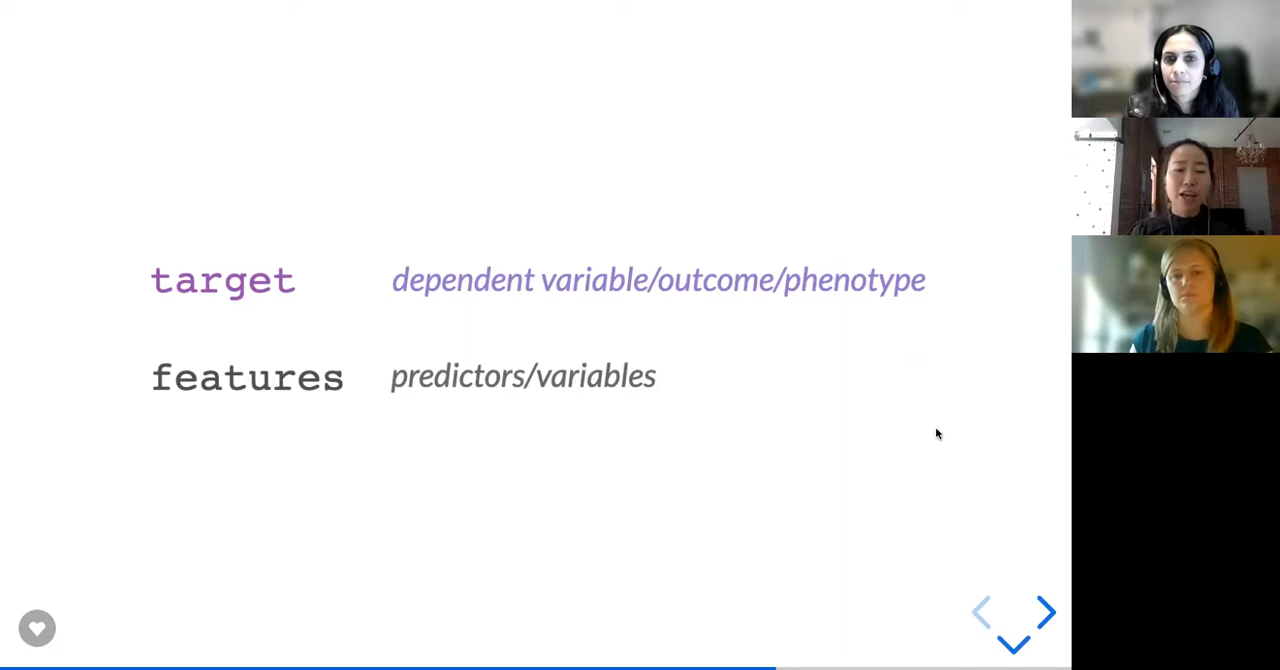 target dependent variable/outcome/phenotype
features predictors/variables